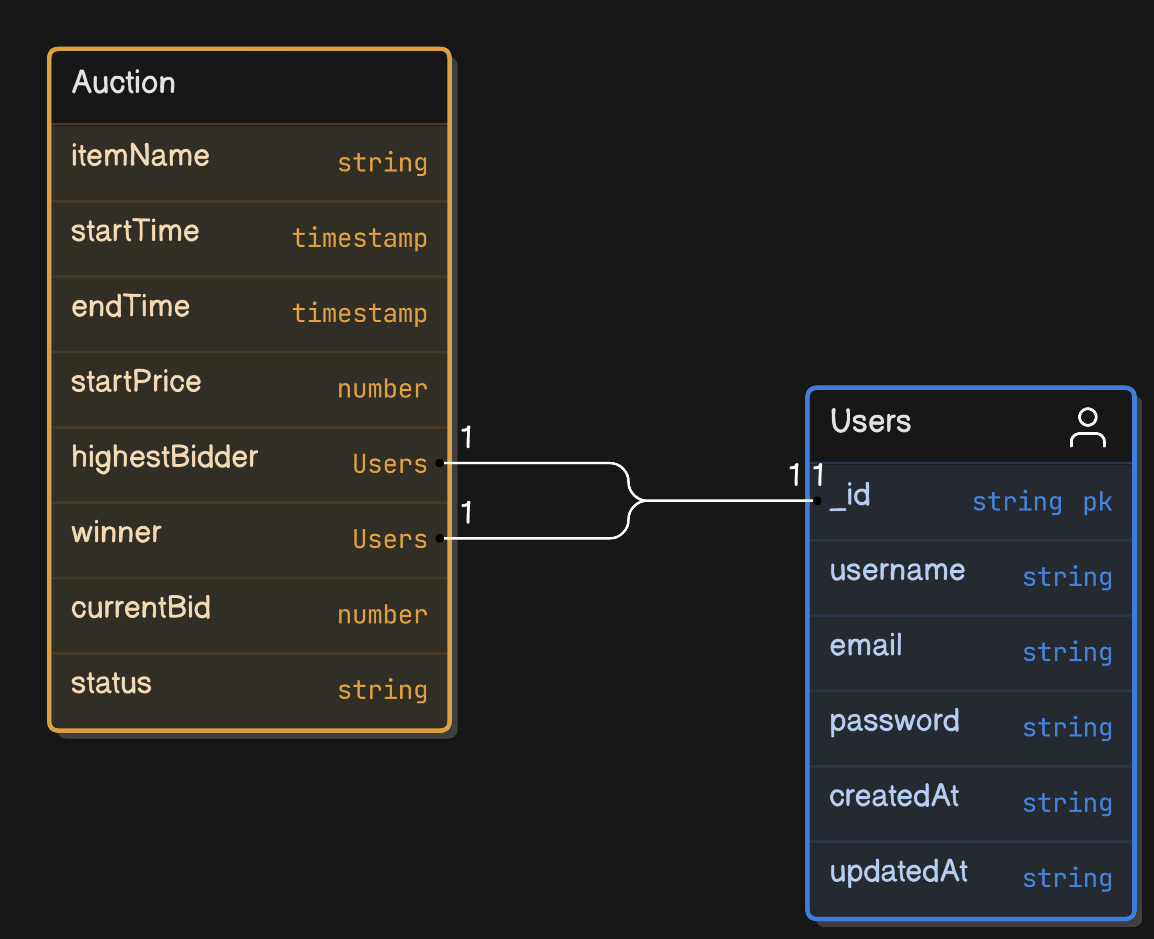 Auction
itemName string
startTime timestamp
endTime timestamp
startPrice number
highestBidder Users
winner Users
currentBid number
status string
1
1
1 1
Users
_id string pk
username string
email string
password string
createdAt string
updatedAt string